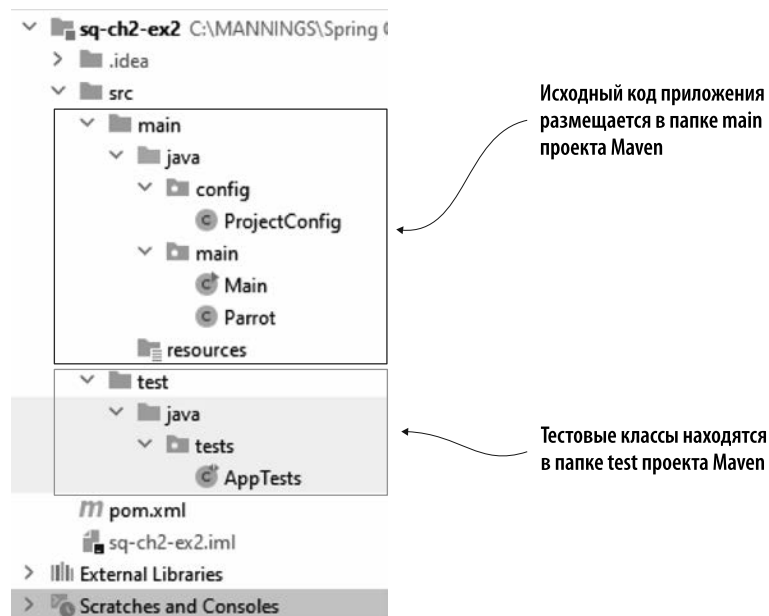 sq-ch2-ex2 C:\MANNINGS\Spring
.idea
src
main
java
config
C ProjectConfig
main
C Main
C Parrot
resources
test
java
tests
C AppTests
m pom.xml
sq-ch2-ex2.iml
External Libraries
Scratches and Consoles
Исходный код приложения
размещается в папке main
проекта Maven
Тестовые классы находятся
в папке test проекта Maven